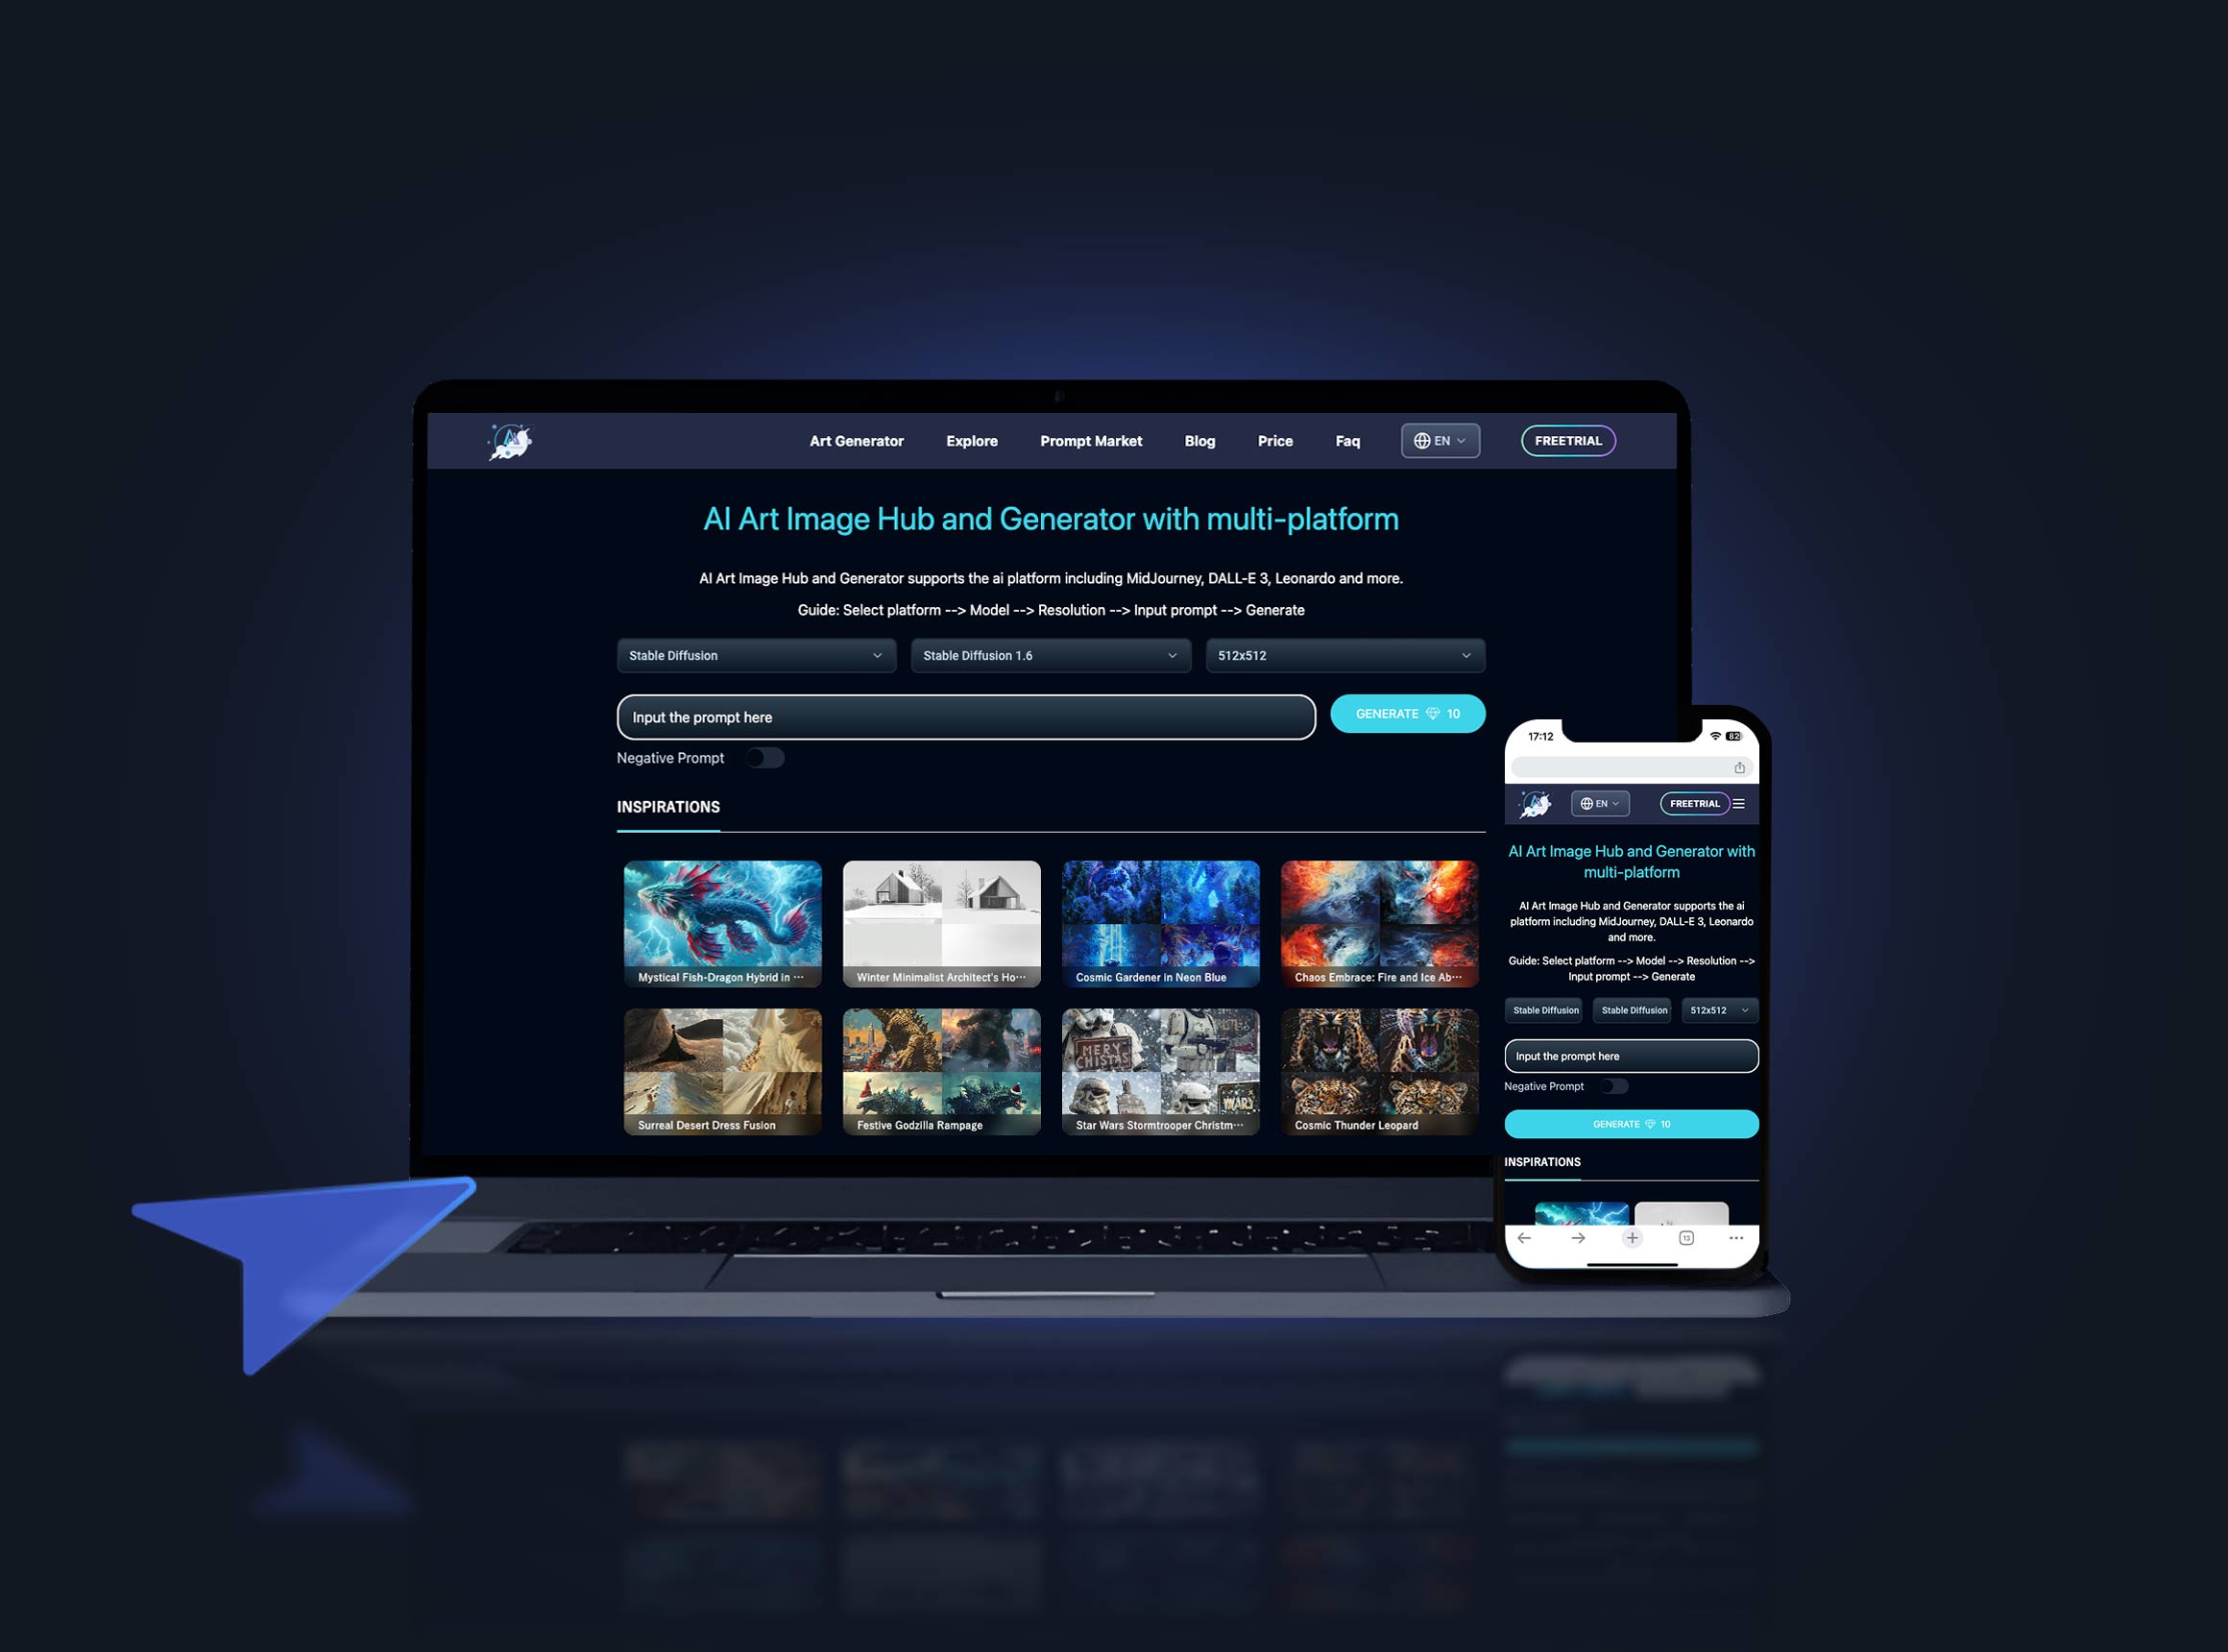 Art Generator
Explore
Prompt Market
Blog
Price
Faq
EN
FREETRIAL
AI Art Image Hub and Generator with multi-platform
AI Art Image Hub and Generator supports the ai platform including MidJourney, DALL-E 3, Leonardo and more.
Guide: Select platform --> Model --> Resolution --> Input prompt --> Generate
Stable Diffusion
Stable Diffusion 1.6
512x512
Input the prompt here
GENERATE 10
Negative Prompt
INSPIRATIONS
Mystical Fish-Dragon Hybrid in ···
Winter Minimalist Architect's Ho···
Cosmic Gardener in Neon Blue
Chaos Embrace: Fire and Ice Ab···
MERY
CHISTAS
WARS
Surreal Desert Dress Fusion
Festive Godzilla Rampage
Star Wars Stormtrooper Christm···
Cosmic Thunder Leopard
17:12
82
EN
FREETRIAL
AI Art Image Hub and Generator with
multi-platform
AI Art Image Hub and Generator supports the ai
platform including MidJourney, DALL-E 3, Leonardo
and more.
Guide: Select platform --> Model --> Resolution -->
Input prompt --> Generate
Stable Diffusion
Stable Diffusion
512x512
Input the prompt here
Negative Prompt
GENERATE 10
INSPIRATIONS
13